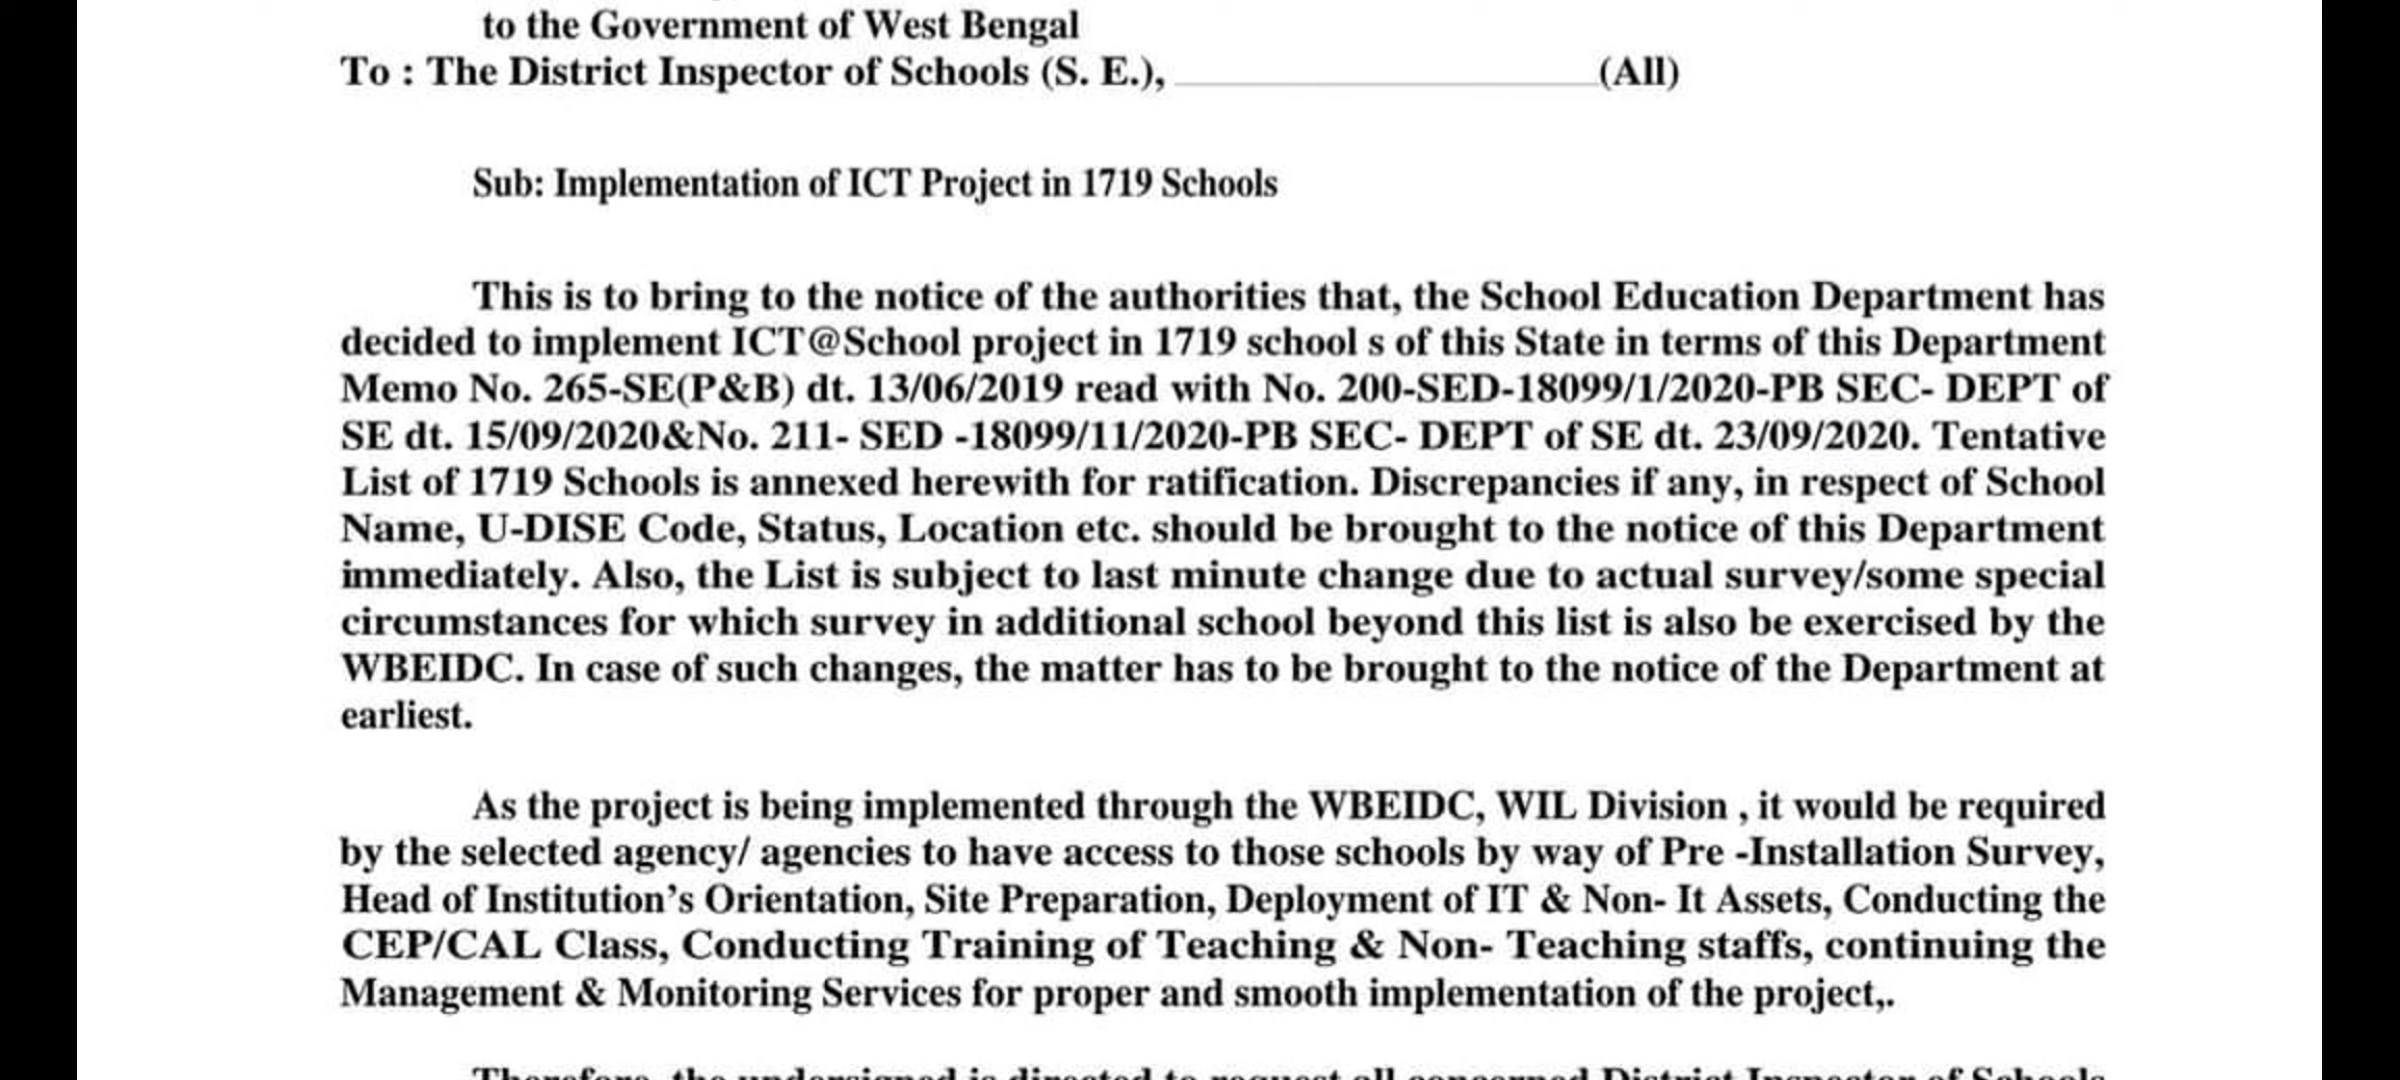 to the Government of West Bengal
To : The District Inspector of Schools (S. E.), (All)
Sub: Implementation of ICT Project in 1719 Schools
This is to bring to the notice of the authorities that, the School Education Department has
decided to implement ICT@School project in 1719 school s of this State in terms of this Department
Memo No. 265-SE(P&B) dt. 13/06/2019 read with No. 200-SED-18099/1/2020-PB SEC- DEPT of
SE dt. 15/09/2020&No. 211- SED -18099/11/2020-PB SEC- DEPT of SE dt. 23/09/2020. Tentative
List of 1719 Schools is annexed herewith for ratification. Discrepancies if any, in respect of School
Name, U-DISE Code, Status, Location etc. should be brought to the notice of this Department
immediately. Also, the List is subject to last minute change due to actual survey/some special
circumstances for which survey in additional school beyond this list is also be exercised by the
WBEIDC. In case of such changes, the matter has to be brought to the notice of the Department at
earliest.
As the project is being implemented through the WBEIDC, WIL Division , it would be required
by the selected agency/ agencies to have access to those schools by way of Pre -Installation Survey,
Head of Institution's Orientation, Site Preparation, Deployment of IT & Non- It Assets, Conducting the
CEP/CAL Class, Conducting Training of Teaching & Non- Teaching staffs, continuing the
Management & Monitoring Services for proper and smooth implementation of the project,.
Therefore, the undersigned is directed to request all concerned District Inspector of Schools